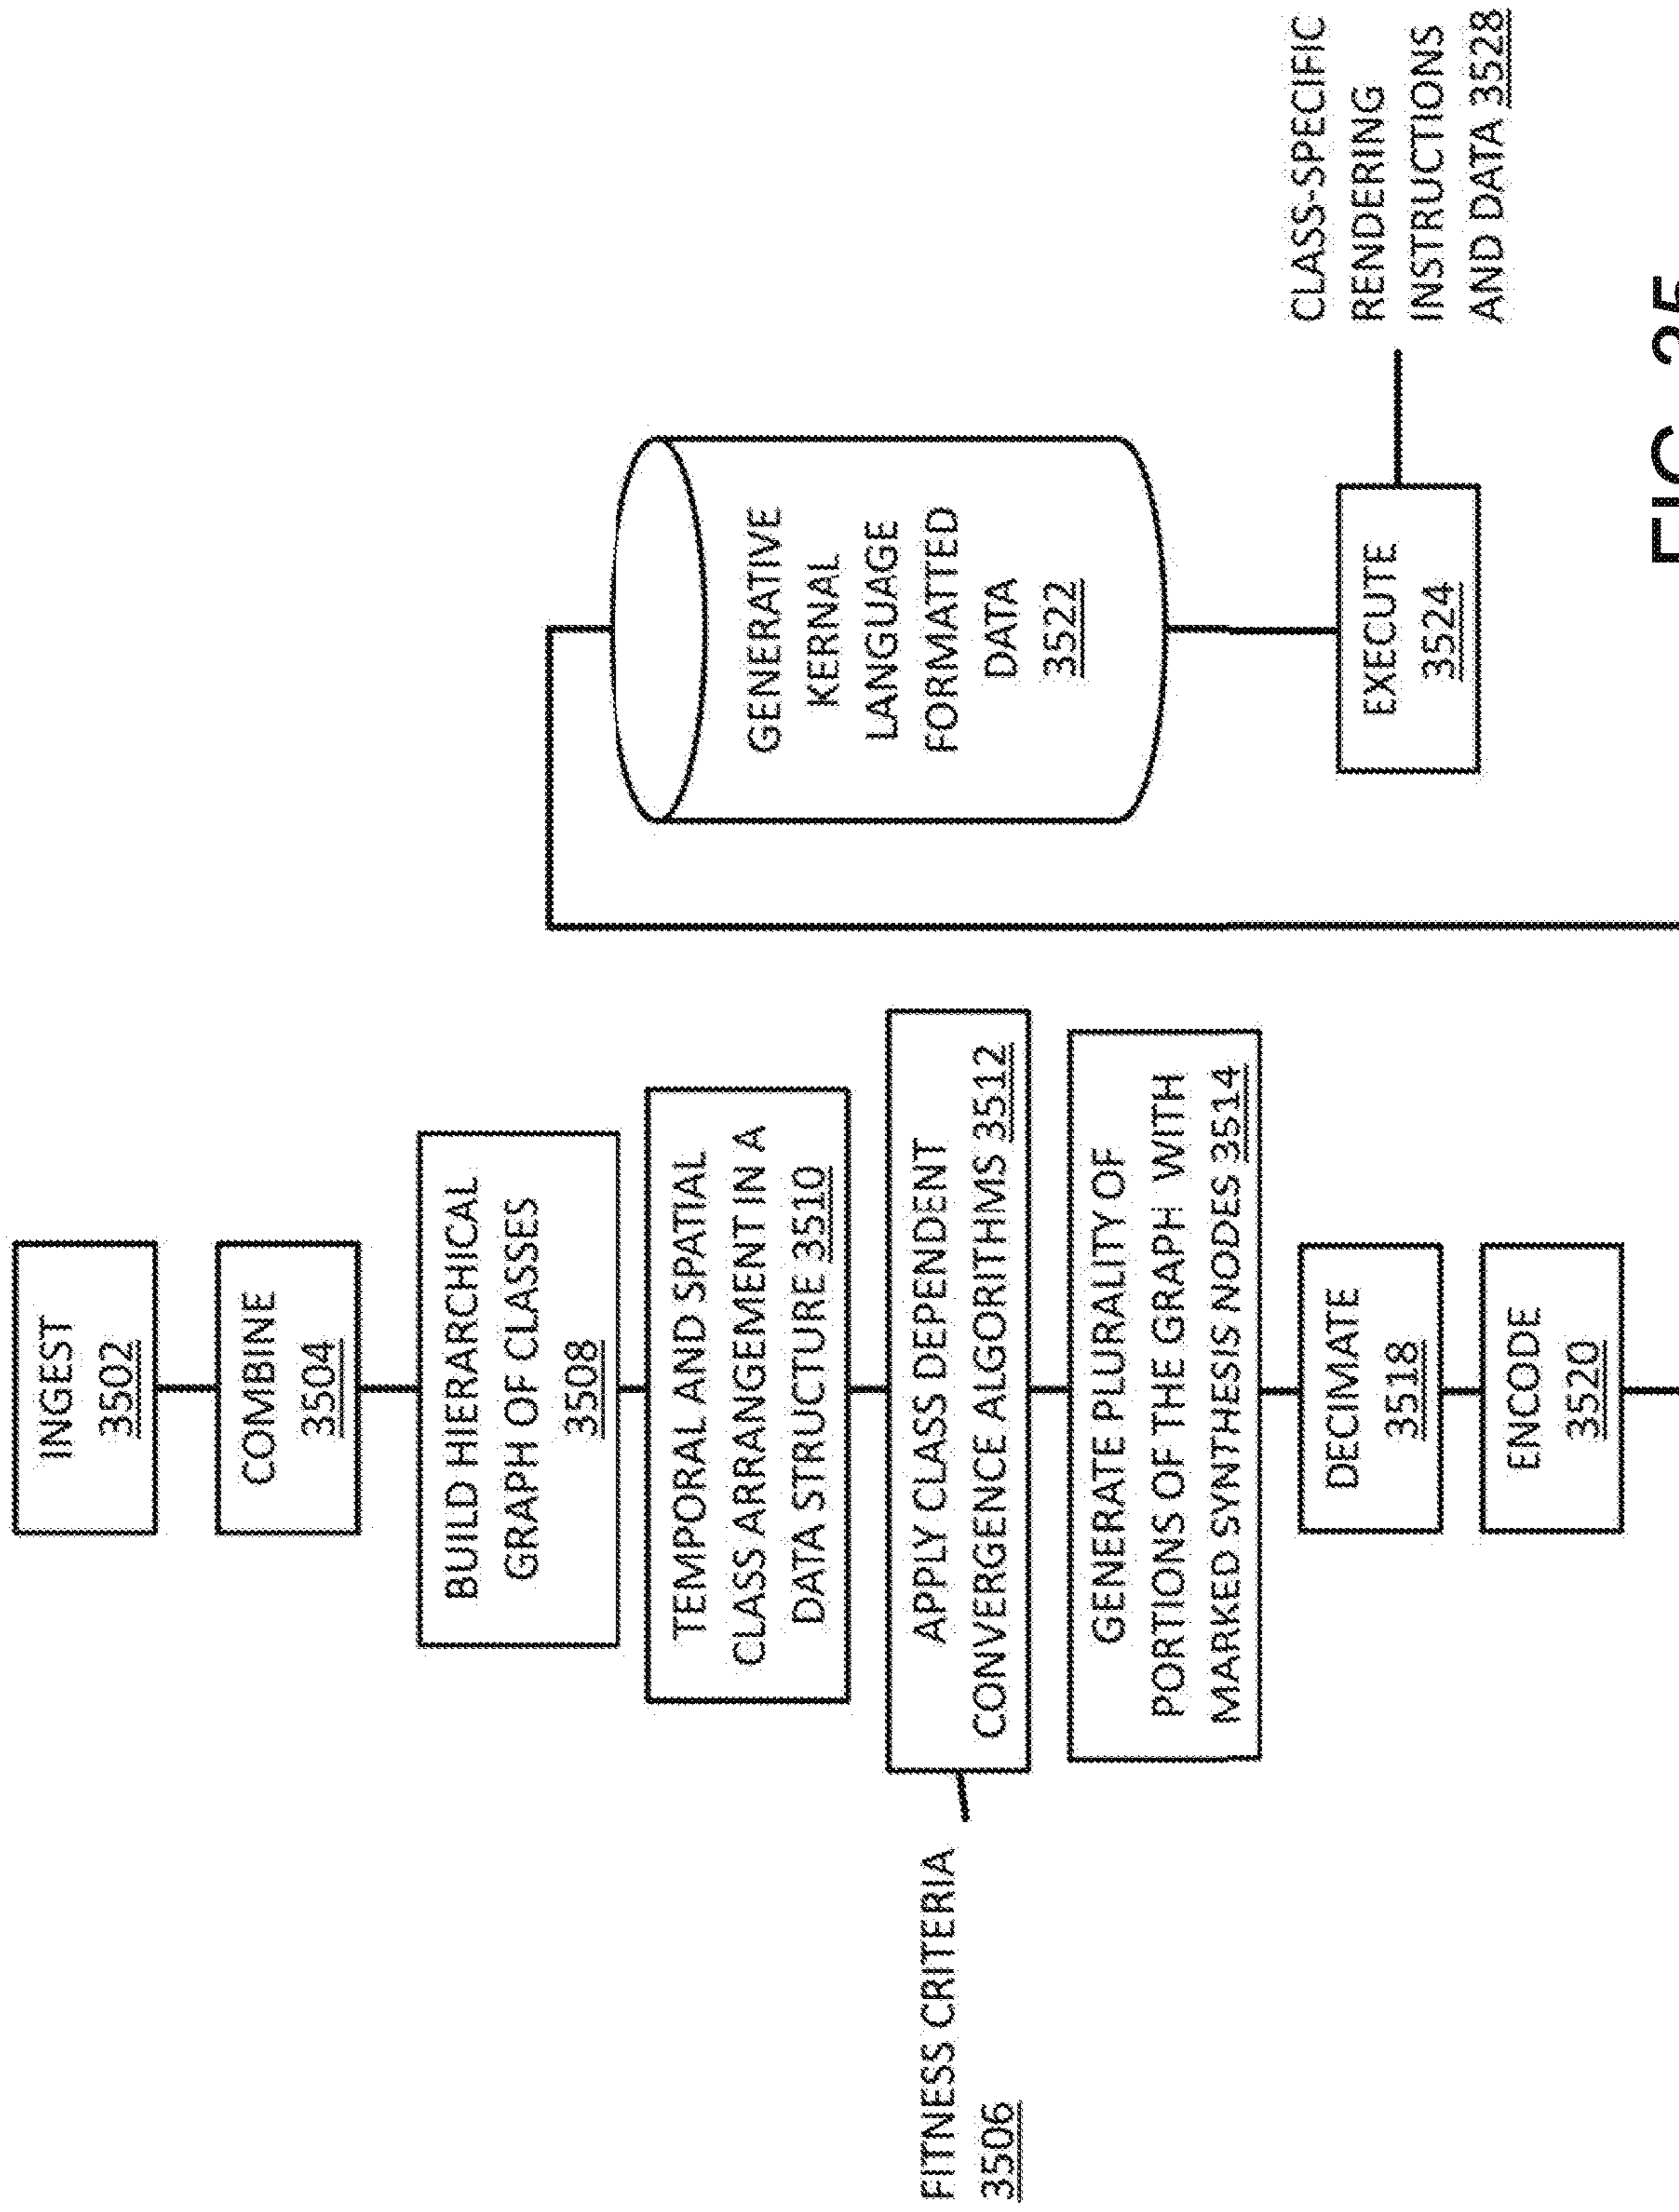 INGEST
3502
COMBINE
3504
BUILD HIERARCHICAL
GRAPH OF CLASSES
3508
TEMPORAL AND SPATIAL
CLASS ARRANGEMENT IN A
DATA STRUCTURE 3510
FITNESS CRITERIA
3506
APPLY CLASS DEPENDENT
CONVERGENCE ALGORITHMS 3512
GENERATE PLURALITY OF
PORTIONS OF THE GRAPH WITH
MARKED SYNTHESIS NODES 3514
DECIMATE
3518
ENCODE
3520
GENERATIVE
KERNAL
LANGUAGE
FORMATTED
DATA
3522
EXECUTE
3524
CLASS-SPECIFIC
RENDERING
INSTRUCTIONS
AND DATA 3528
FIG. 35